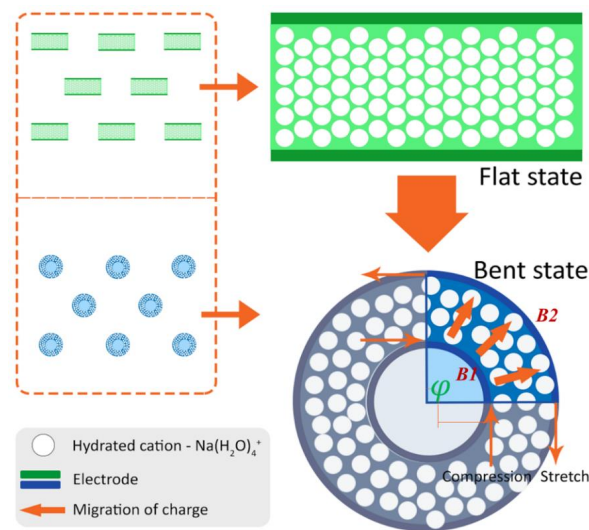 Flat state
Bent state
B2
B1
φ
Compression Stretch
Hydrated cation - Na(H₂O)₄⁺
Electrode
Migration of charge